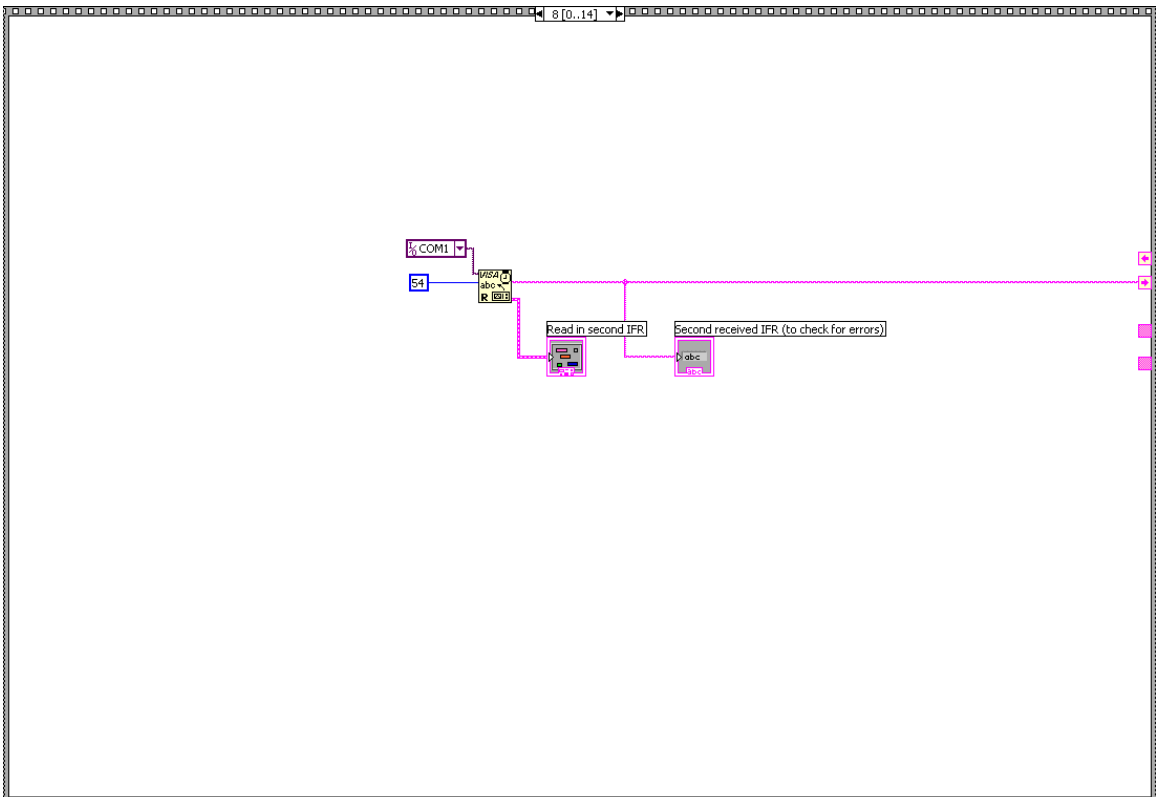 8 [0..14]
I/O COM1
54
VISA
abc
R
Read in second IFR
Second received IFR (to check for errors)
abc
abc